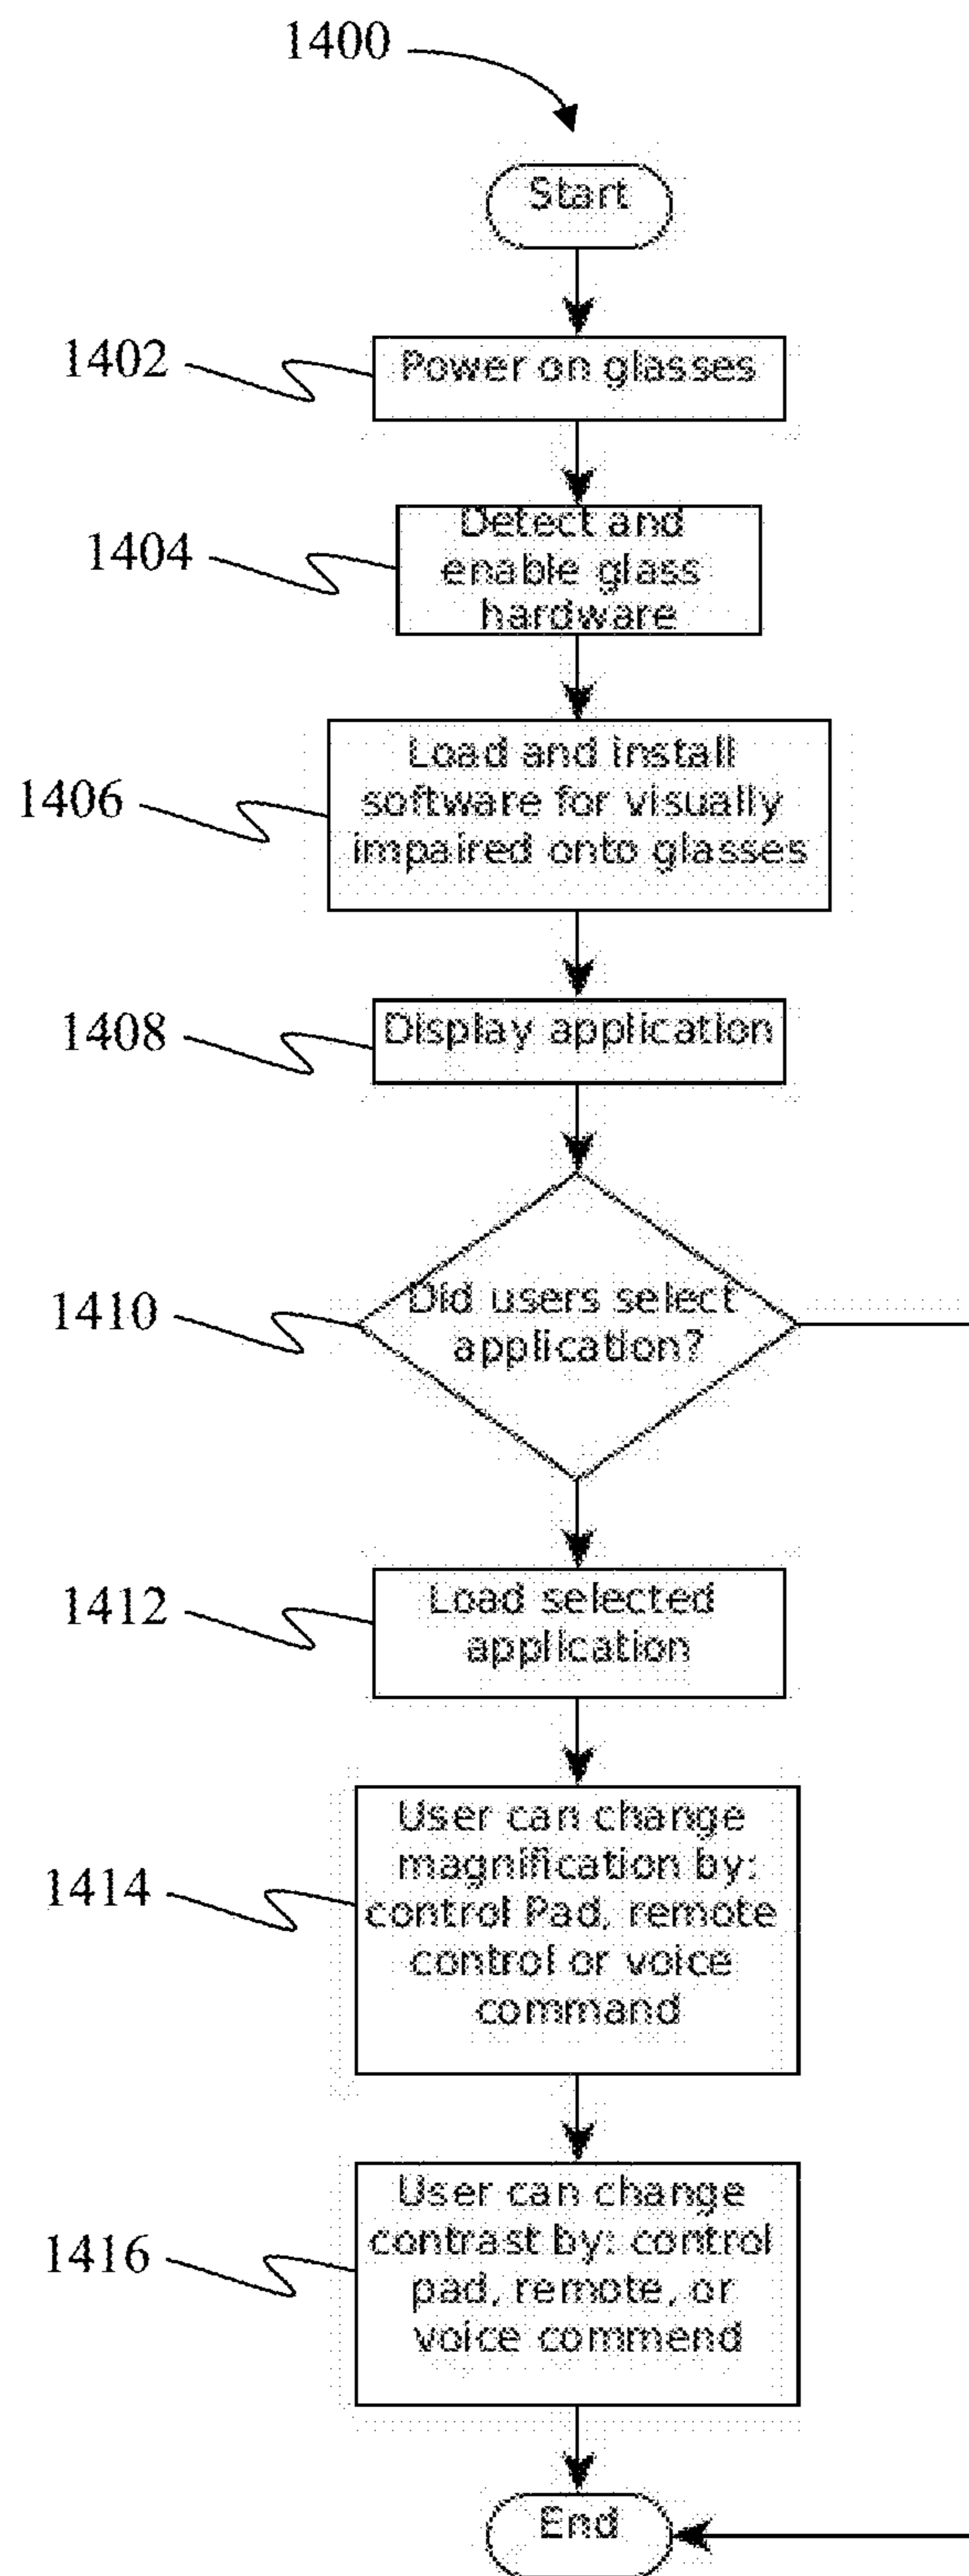 1400
Start
1402
Power on glasses
1404
Detect and
enable glass
hardware
1406
Load and install
software for visually
impaired onto glasses
1408
Display application
1410
Did users select
application?
1412
Load selected
application
1414
User can change
magnification by:
control Pad, remote
control or voice
command
1416
User can change
contrast by: control
pad, remote, or
voice commend
End